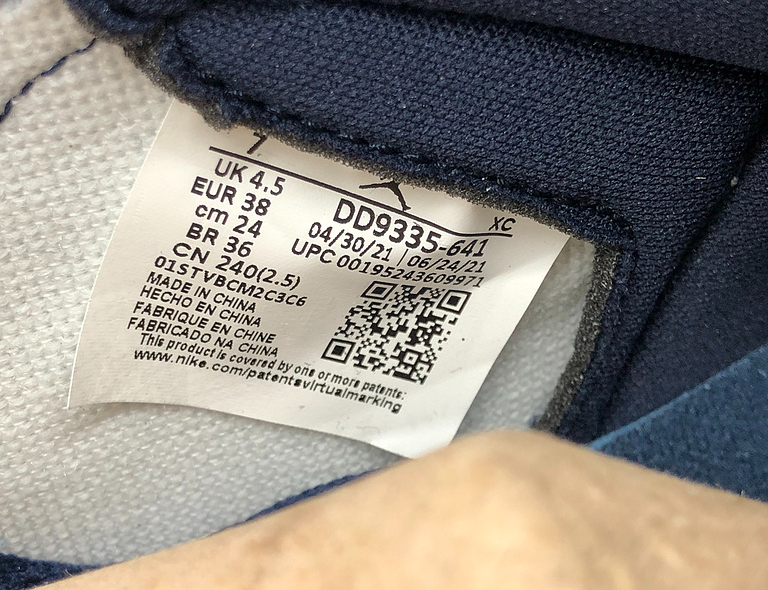 7
UK 4.5
EUR 38
cm 24
BR 36
CN 240(2.5)
XC
DD9335-641
04/30/21 | 06/24/21
UPC 00195243609971
01STVBCM2C3C6
MADE IN CHINA
HECHO EN CHINA
FABRIQUE EN CHINE
FABRICADO NA CHINA
This product is covered by one or more patents:
www.nike.com/patentsvirtualmarking